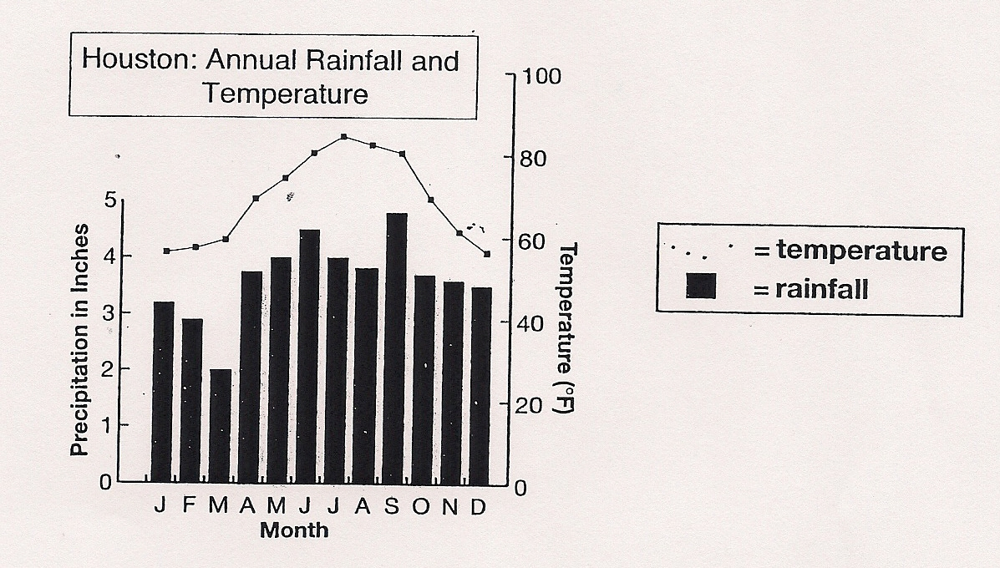 Houston: Annual Rainfall and
Temperature
100
80
60
40
20
0
Temperature (°F)
5
4
3
2
1
0
Precipitation in Inches
J F M A M J J A S O N D
Month
= temperature
= rainfall